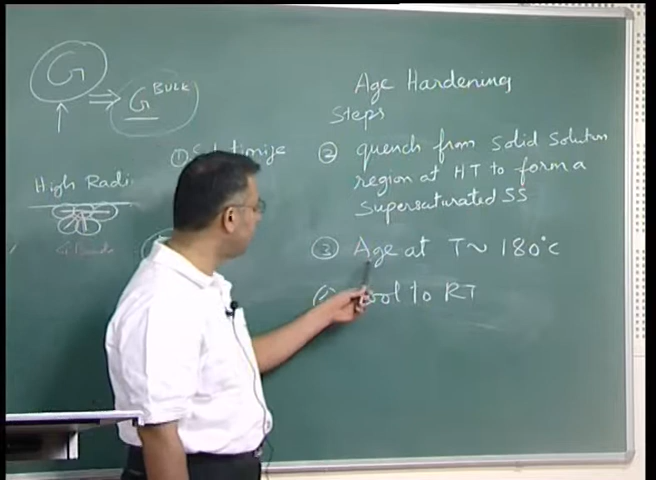 G
G BULK
High Radi
Age Hardening
Steps
① Solutionize
② quench from Solid Solution
region at HT to form a
Supersaturated SS
③ Age at T~ 180°C
Cool to RT